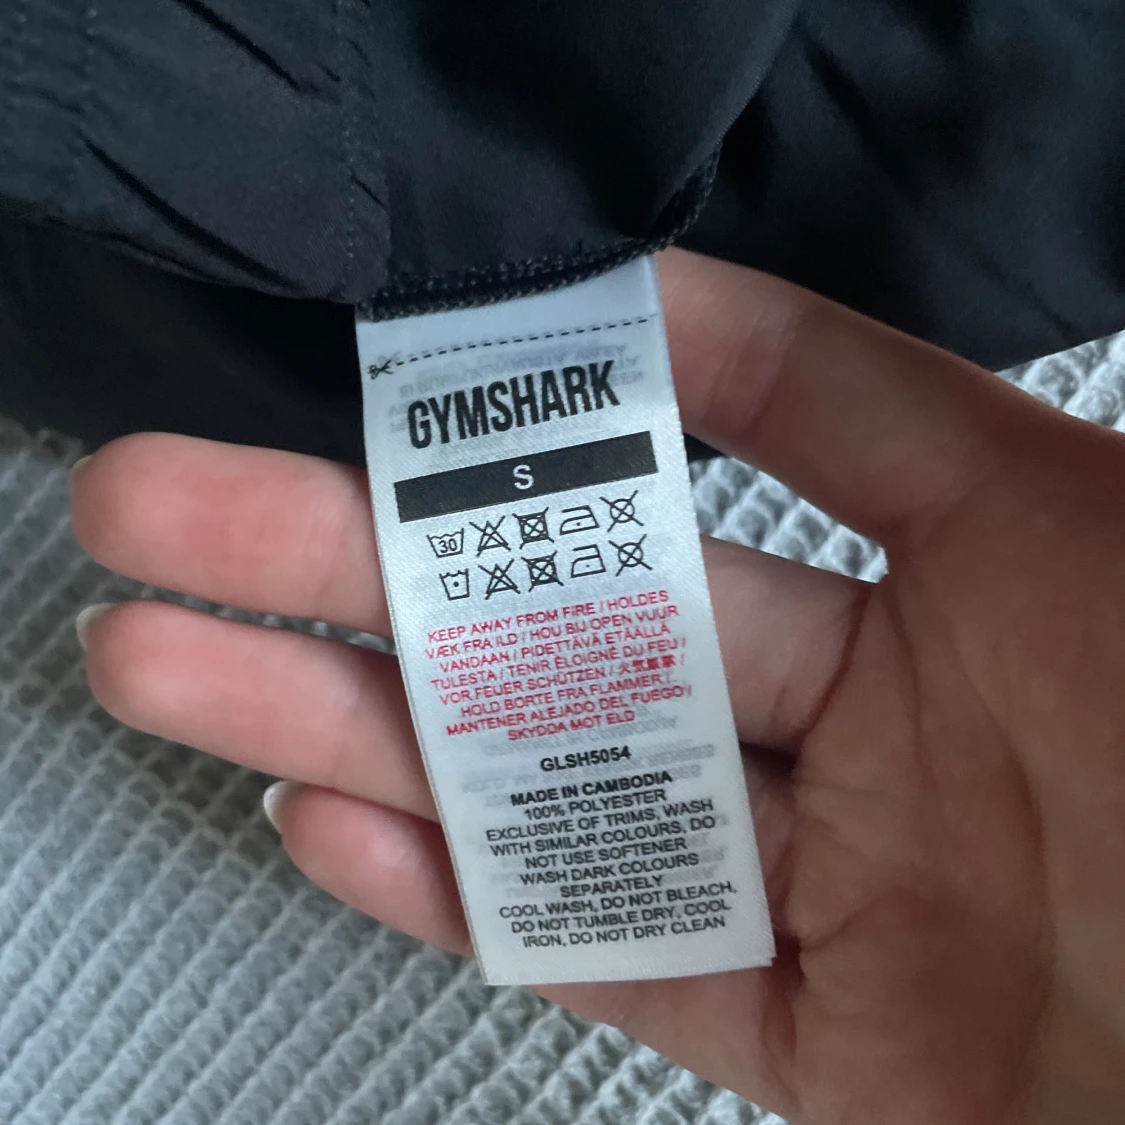 GYMSHARK
S
30
KEEP AWAY FROM FIRE / HOLDES
VÆK FRA ILD / HOU BIJ OPEN VUUR
VANDAAN / PIDETTÄVÄ ETÄÄLLÄ
TULESTA / TENIR ÉLOIGNÉ DU FEU /
VOR FEUER SCHÜTZEN / 火気厳禁 /
HOLD BORTE FRA FLAMMER /
MANTENER ALEJADO DEL FUEGO /
SKYDDA MOT ELD
GLSH5054
MADE IN CAMBODIA
100% POLYESTER
EXCLUSIVE OF TRIMS, WASH
WITH SIMILAR COLOURS, DO
NOT USE SOFTENER
WASH DARK COLOURS
SEPARATELY
COOL WASH, DO NOT BLEACH,
DO NOT TUMBLE DRY, COOL
IRON, DO NOT DRY CLEAN